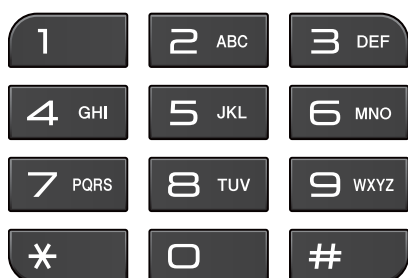 1 2 ABC 3 DEF
4 GHI 5 JKL 6 MNO
7 PQRS 8 TUV 9 WXYZ
* 0 #